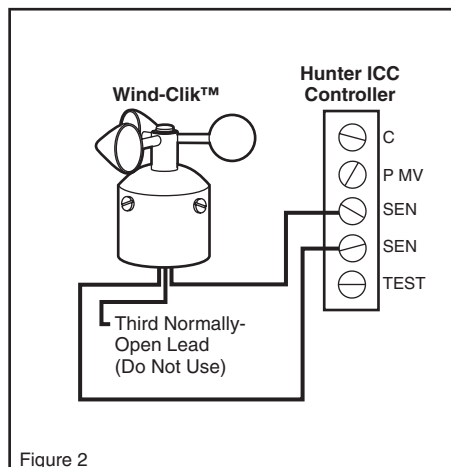 Wind-Clik™
Hunter ICC
Controller
C
P MV
SEN
SEN
TEST
Third Normally-
Open Lead
(Do Not Use)
Figure 2